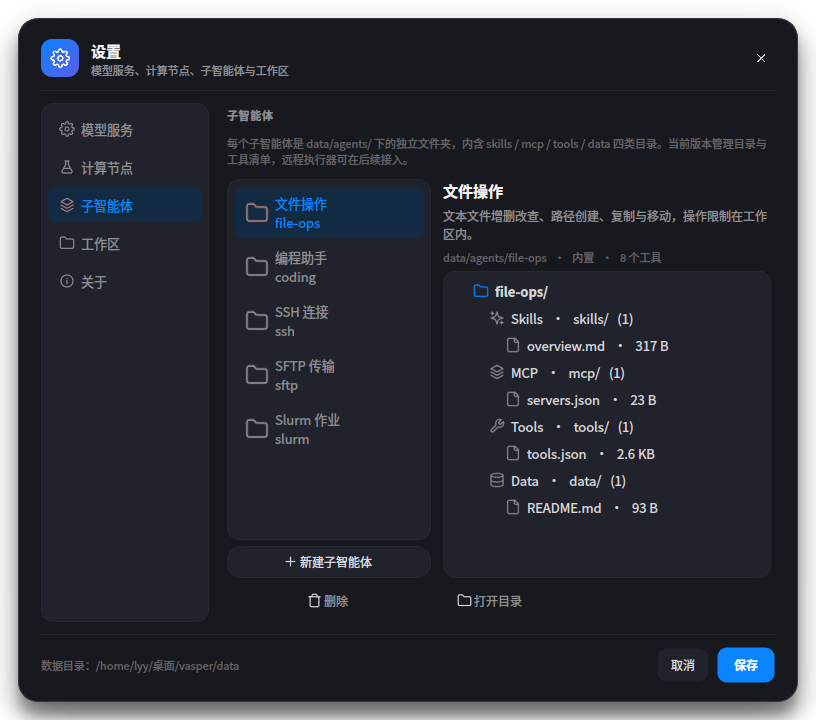 设置
模型服务、计算节点、子智能体与工作区
模型服务
计算节点
子智能体
工作区
关于
子智能体
每个子智能体是 data/agents/ 下的独立文件夹，内含 skills / mcp / tools / data 四类目录。当前版本管理目录与
工具清单，远程执行器可在后续接入。
文件操作
file-ops
编程助手
coding
SSH 连接
ssh
SFTP 传输
sftp
Slurm 作业
slurm
新建子智能体
删除
文件操作
文本文件增删改查、路径创建、复制与移动，操作限制在工作
区内。
data/agents/file-ops • 内置 • 8 个工具
file-ops/
Skills • skills/ (1)
overview.md • 317 B
MCP • mcp/ (1)
servers.json • 23 B
Tools • tools/ (1)
tools.json • 2.6 KB
Data • data/ (1)
README.md • 93 B
打开目录
数据目录：/home/lyy/桌面/vasper/data
取消
保存